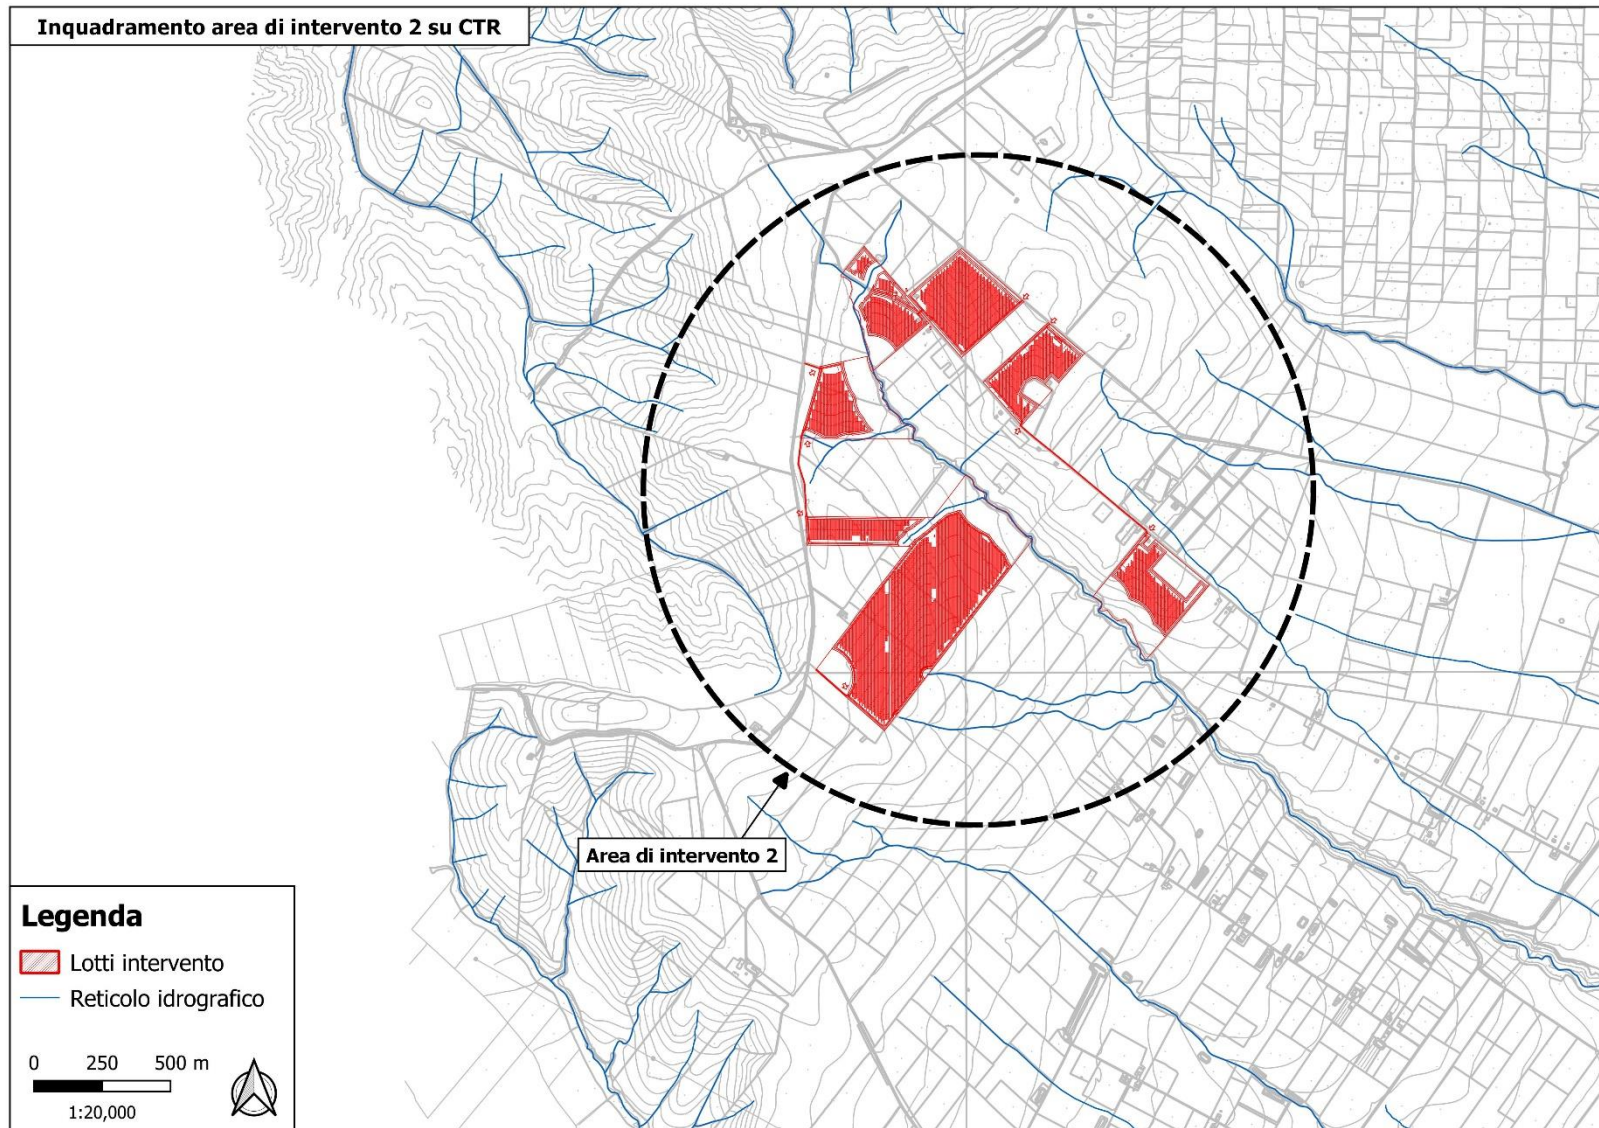 Inquadramento area di intervento 2 su CTR
Area di intervento 2
Legenda
Lotti intervento
Reticolo idrografico
0 250 500 m
1:20,000